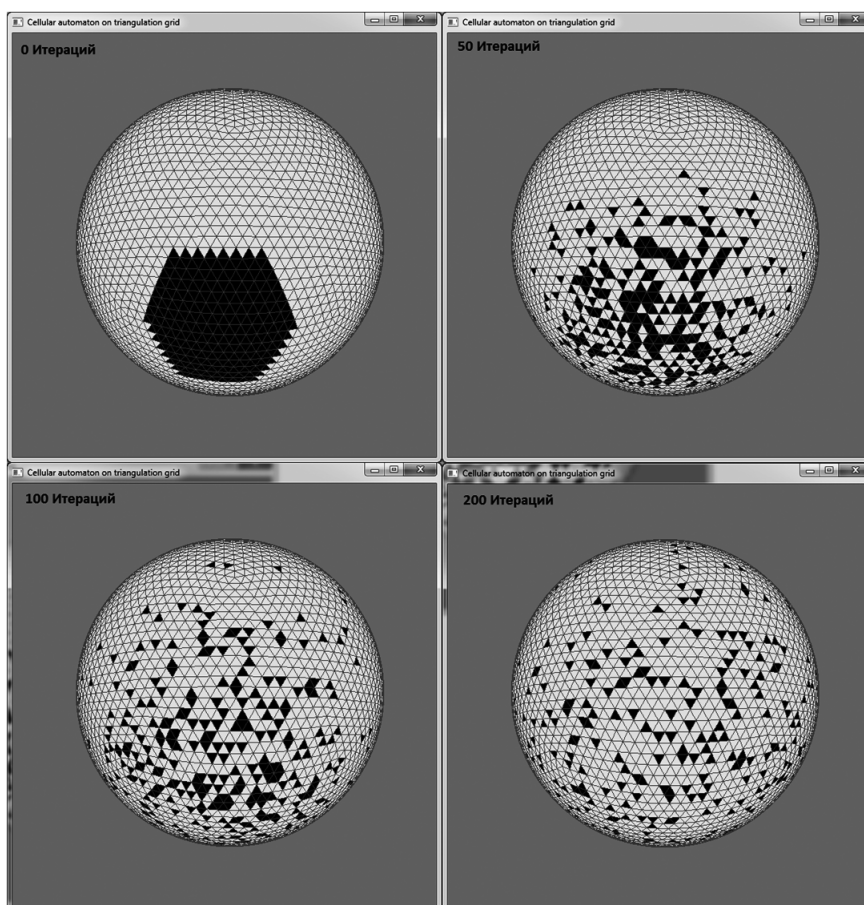 Cellular automaton on triangulation grid
0 Итераций
Cellular automaton on triangulation grid
50 Итераций
Cellular automaton on triangulation grid
100 Итераций
Cellular automaton on triangulation grid
200 Итераций